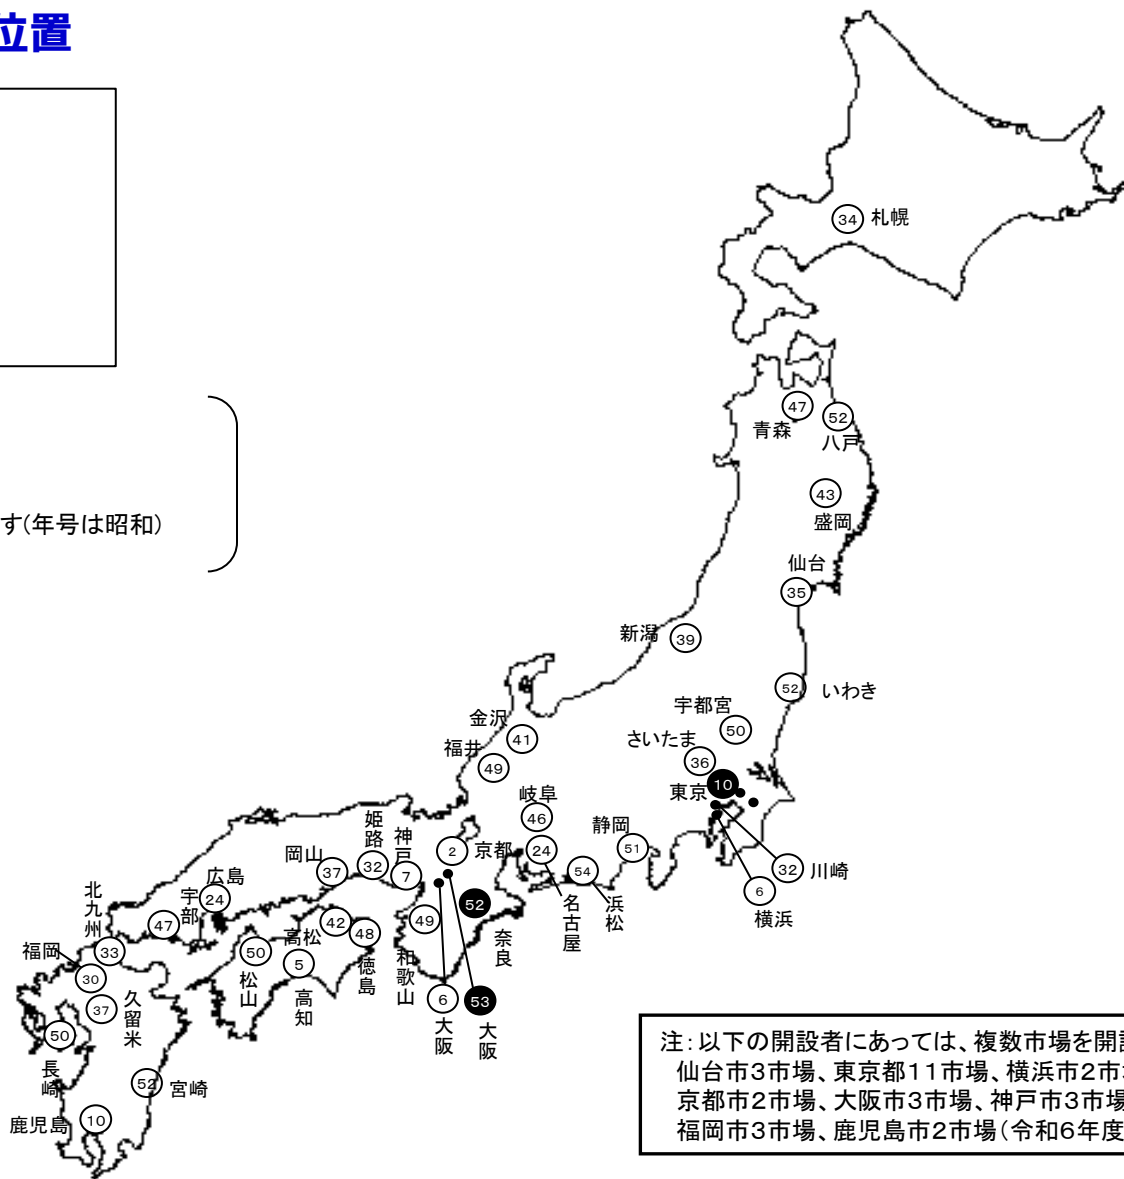 位置
す(年号は昭和)
34 札幌
47
青森
52
八戸
43
盛岡
仙台
35
新潟
39
52 いわき
宇都宮
50
さいたま
36
10
東京
32 川崎
6
横浜
金沢
41
福井
49
岐阜
46
静岡
51
24
名古屋
54
浜松
2 京都
姫路
32
神戸
7
岡山
37
広島
24
宇部
47
北九州
33
福岡
30
37
久留米
50
長崎
52 宮崎
鹿児島
10
50
松山
5
高知
42
高松
48
徳島
49
和歌山
52
奈良
6
大阪
53
大阪
注:以下の開設者にあっては、複数市場を開設
仙台市3市場、東京都11市場、横浜市2市場
京都市2市場、大阪市3市場、神戸市3市場
福岡市3市場、鹿児島市2市場(令和6年度